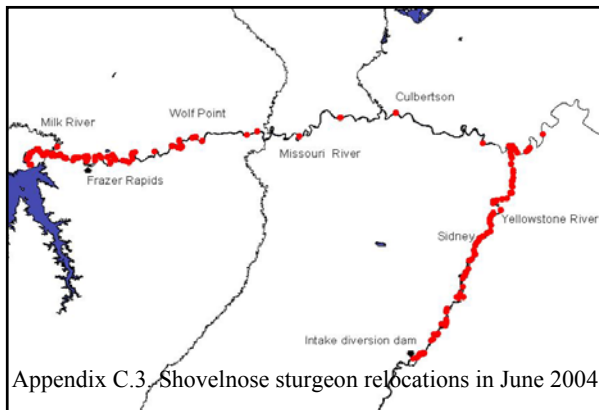 Milk River
Wolf Point
Culbertson
Frazer Rapids
Missouri River
Yellowstone River
Sidney
Intake diversion dam
Appendix C.3. Shovelnose sturgeon relocations in June 2004